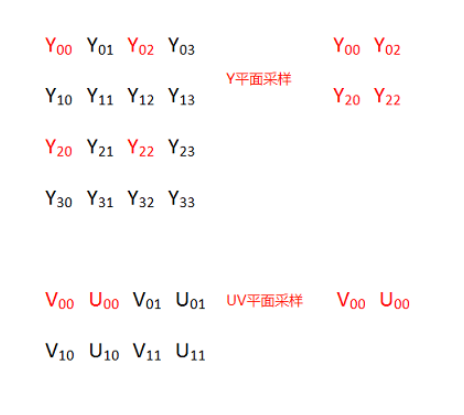 Y00 Y01 Y02 Y03 Y00 Y02
Y平面采样
Y10 Y11 Y12 Y13 Y20 Y22
Y20 Y21 Y22 Y23
Y30 Y31 Y32 Y33
V00 U00 V01 U01 UV平面采样 V00 U00
V10 U10 V11 U11